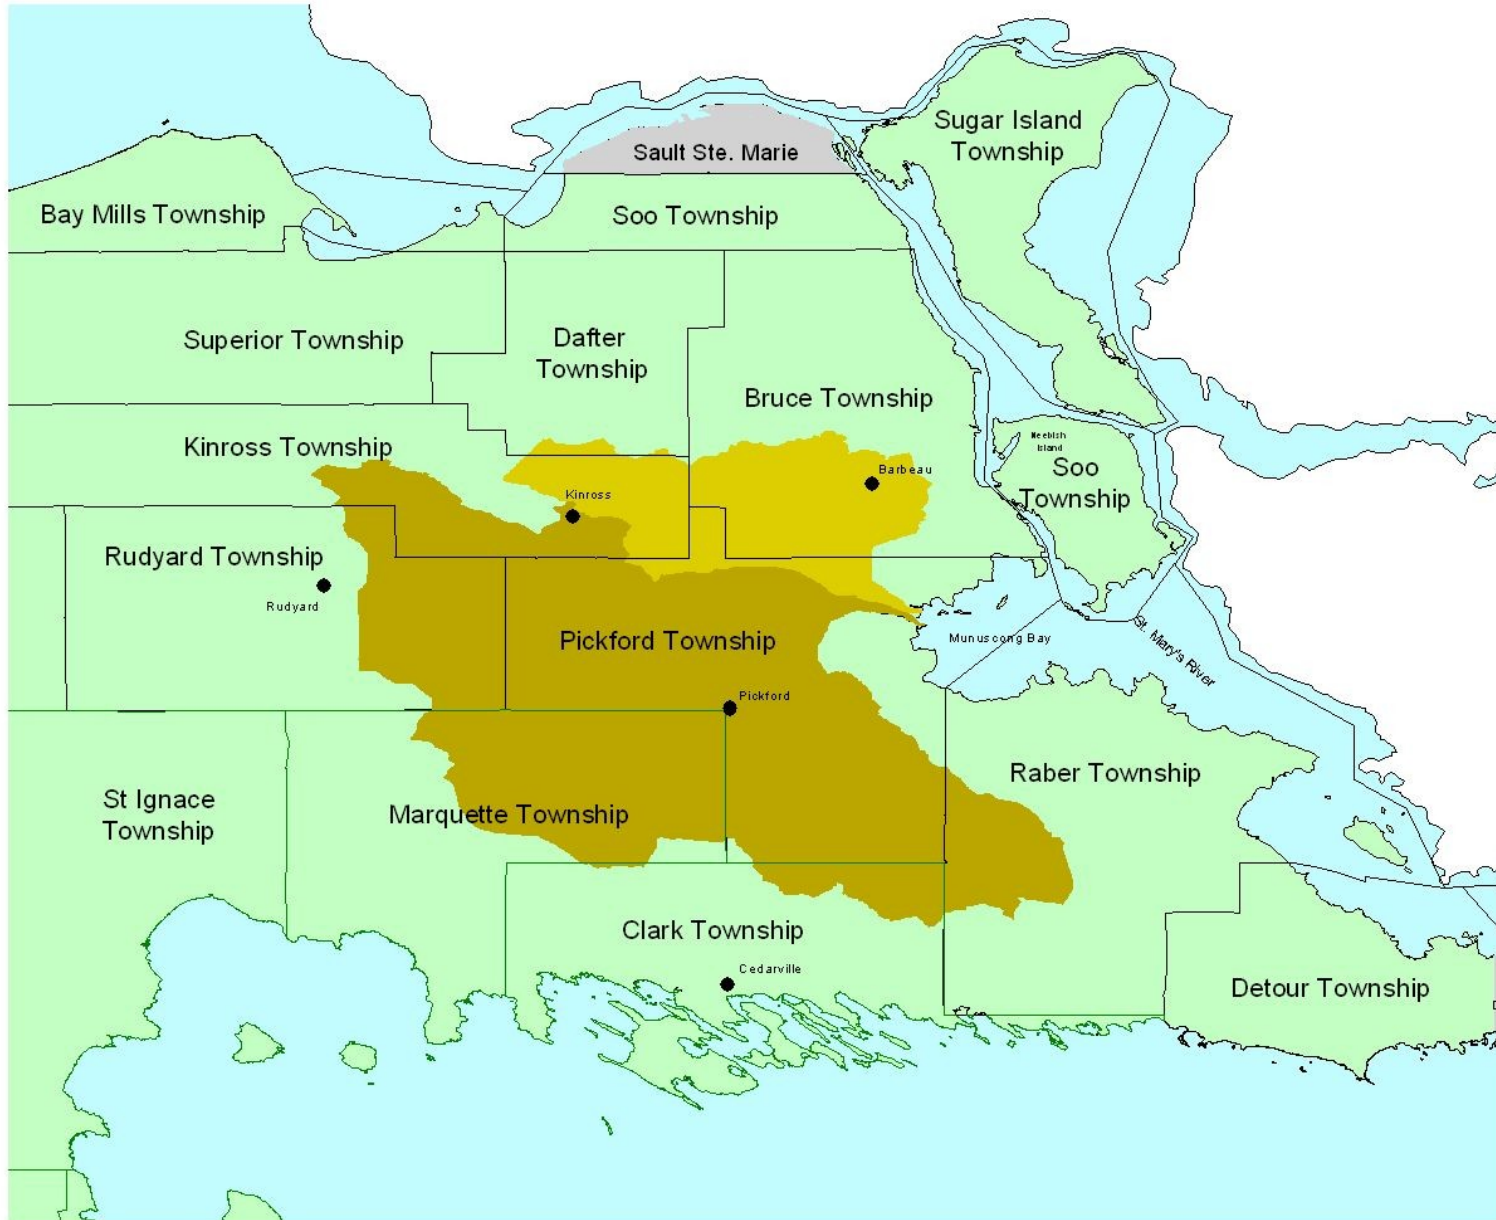 Sugar Island
Township
Sault Ste. Marie
Bay Mills Township
Soo Township
Superior Township
Dafter
Township
Bruce Township
Kinross Township
Neebish
Island
Soo
Township
Barbeau
Kinross
Rudyard Township
Rudyard
Pickford Township
Munuscong Bay
St. Mary's River
Pickford
Raber Township
St Ignace
Township
Marquette Township
Clark Township
Cedarville
Detour Township